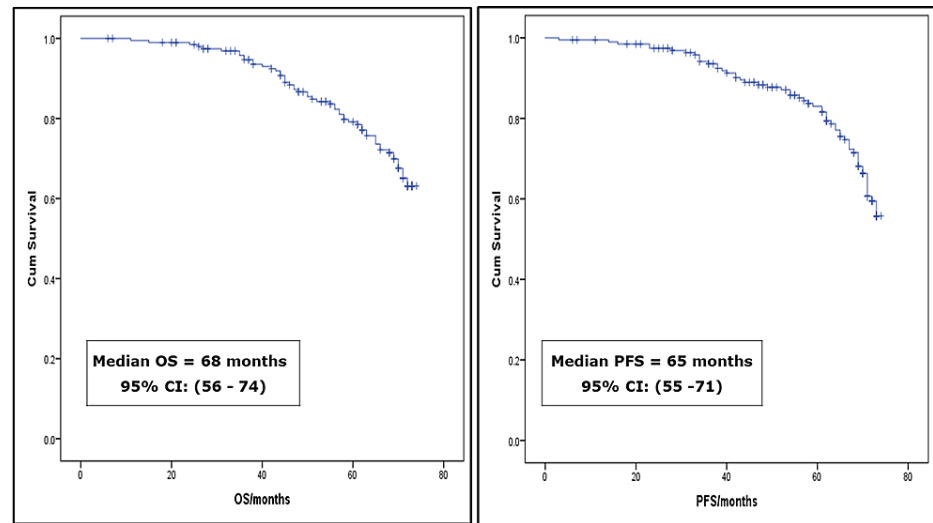 1.0
0.8
0.6
0.4
0.2
0.0
Cum Survival
Median OS = 68 months
95% CI: (56 - 74)
0 20 40 60 80
OS/months
1.0
0.8
0.6
0.4
0.2
0.0
Cum Survival
Median PFS = 65 months
95% CI: (55 -71)
0 20 40 60 80
PFS/months